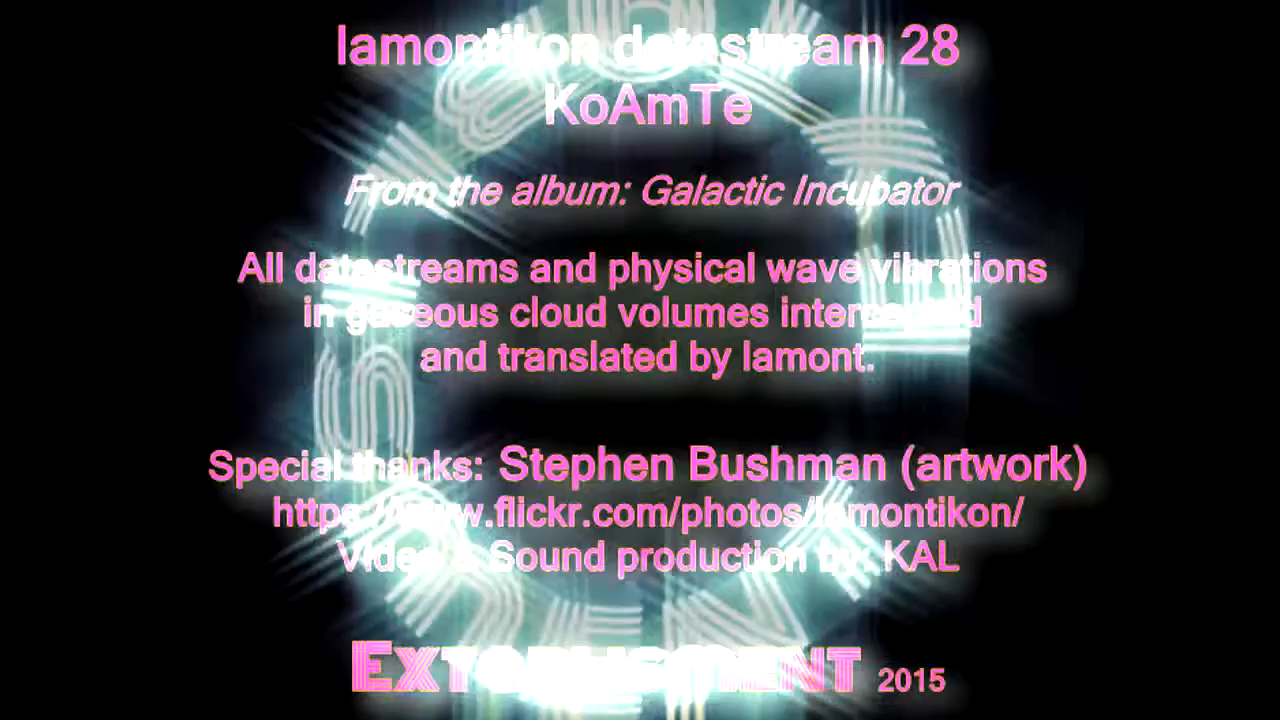 lamontikon datastream 28
KoAmTe
From the album: Galactic Incubator
All datastreams and physical wave vibrations
in gaseous cloud volumes intercepted
and translated by lamont.
Special thanks: Stephen Bushman (artwork)
https://www.flickr.com/photos/lamontikon/
Video & Sound production by: KAL
2015